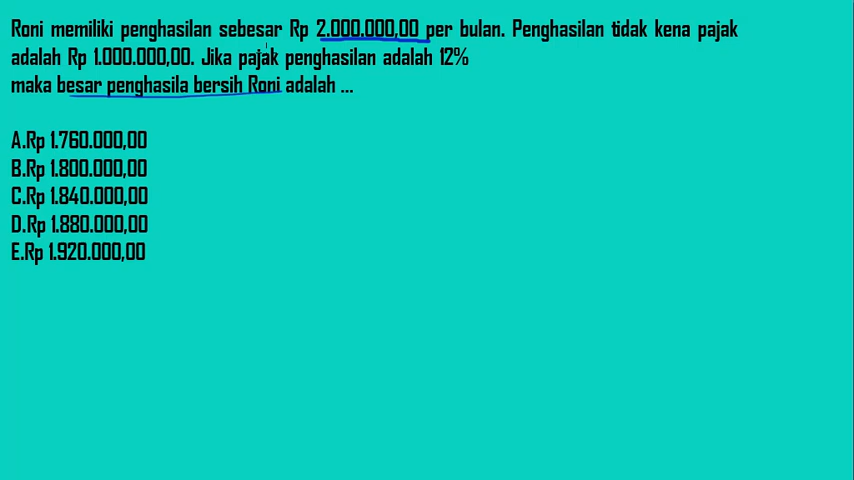 Roni memiliki penghasilan sebesar Rp 2.000.000,00 per bulan. Penghasilan tidak kena pajak
adalah Rp 1.000.000,00. Jika pajak penghasilan adalah 12%
maka besar penghasila bersih Roni adalah ...
A.Rp 1.760.000,00
B.Rp 1.800.000,00
C.Rp 1.840.000,00
D.Rp 1.880.000,00
E.Rp 1.920.000,00